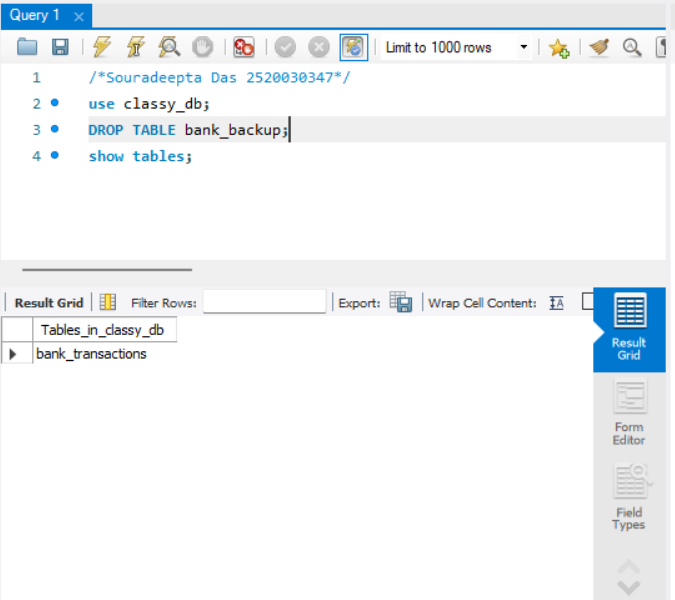 Query 1
Limit to 1000 rows
1 /*Souradeepta Das 2520030347*/
2 use classy_db;
3 DROP TABLE bank_backup;
4 show tables;
Result Grid Filter Rows: Export: Wrap Cell Content:
Tables_in_classy_db
bank_transactions
Result
Grid
Form
Editor
Field
Types